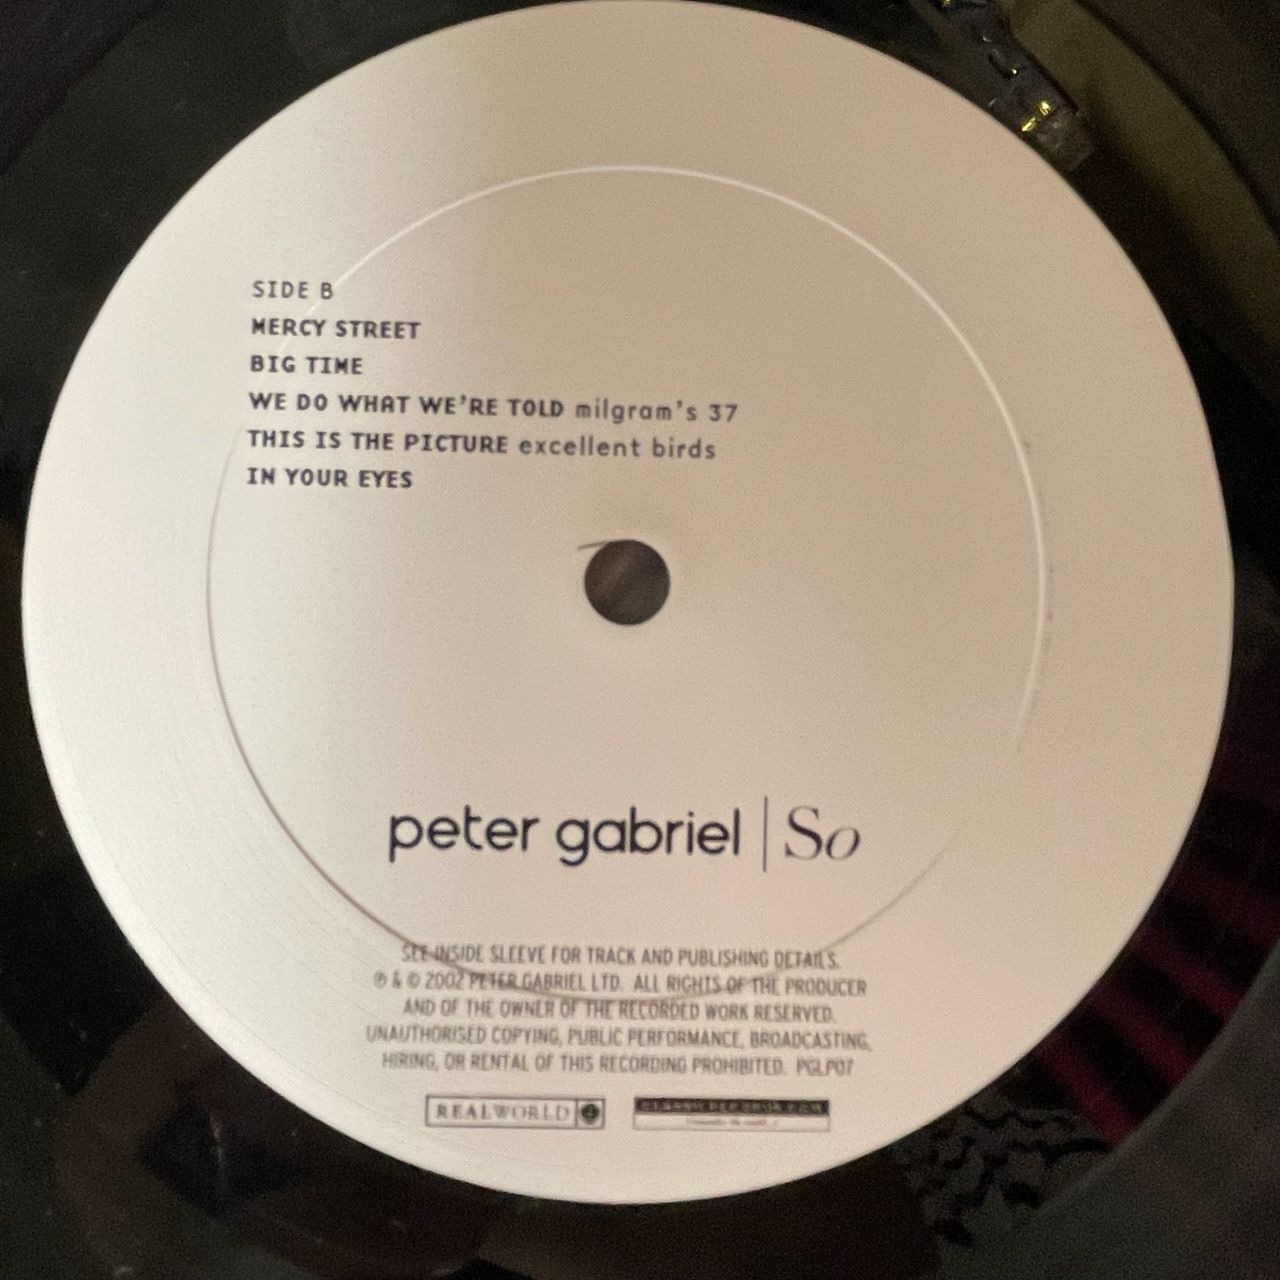 SIDE B
MERCY STREET
BIG TIME
WE DO WHAT WE'RE TOLD milgram's 37
THIS IS THE PICTURE excellent birds
IN YOUR EYES
peter gabriel | So
SEE INSIDE SLEEVE FOR TRACK AND PUBLISHING DETAILS.
℗ & © 2002 PETER GABRIEL LTD. ALL RIGHTS OF THE PRODUCER
AND OF THE OWNER OF THE RECORDED WORK RESERVED.
UNAUTHORISED COPYING, PUBLIC PERFORMANCE, BROADCASTING,
HIRING, OR RENTAL OF THIS RECORDING PROHIBITED. PGLP07
REALWORLD